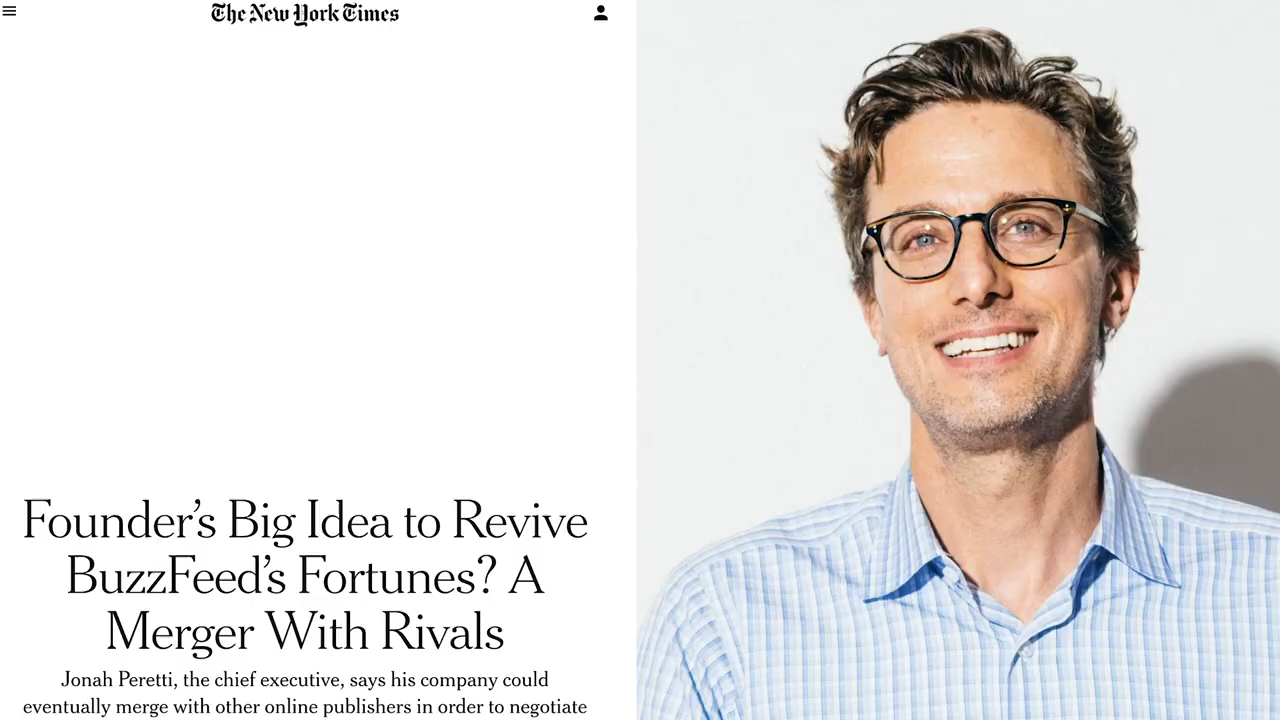 The New York Times
Founder’s Big Idea to Revive
BuzzFeed’s Fortunes? A
Merger With Rivals
Jonah Peretti, the chief executive, says his company could
eventually merge with other online publishers in order to negotiate